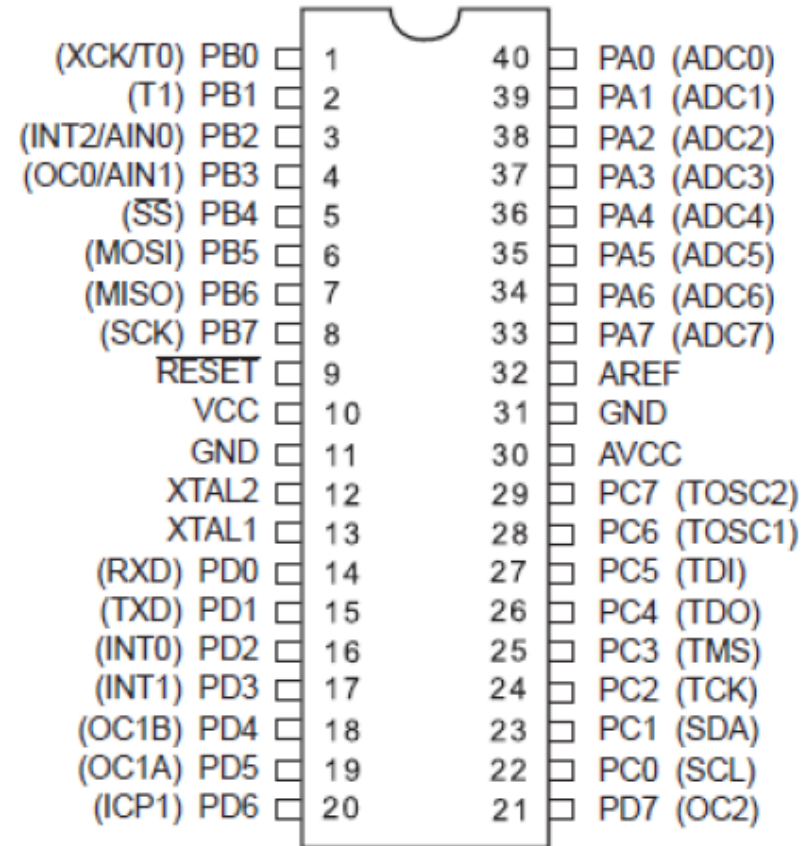 (XCK/T0) PB0 1 40 PA0 (ADC0)
(T1) PB1 2 39 PA1 (ADC1)
(INT2/AIN0) PB2 3 38 PA2 (ADC2)
(OC0/AIN1) PB3 4 37 PA3 (ADC3)
(SS) PB4 5 36 PA4 (ADC4)
(MOSI) PB5 6 35 PA5 (ADC5)
(MISO) PB6 7 34 PA6 (ADC6)
(SCK) PB7 8 33 PA7 (ADC7)
RESET 9 32 AREF
VCC 10 31 GND
GND 11 30 AVCC
XTAL2 12 29 PC7 (TOSC2)
XTAL1 13 28 PC6 (TOSC1)
(RXD) PD0 14 27 PC5 (TDI)
(TXD) PD1 15 26 PC4 (TDO)
(INT0) PD2 16 25 PC3 (TMS)
(INT1) PD3 17 24 PC2 (TCK)
(OC1B) PD4 18 23 PC1 (SDA)
(OC1A) PD5 19 22 PC0 (SCL)
(ICP1) PD6 20 21 PD7 (OC2)